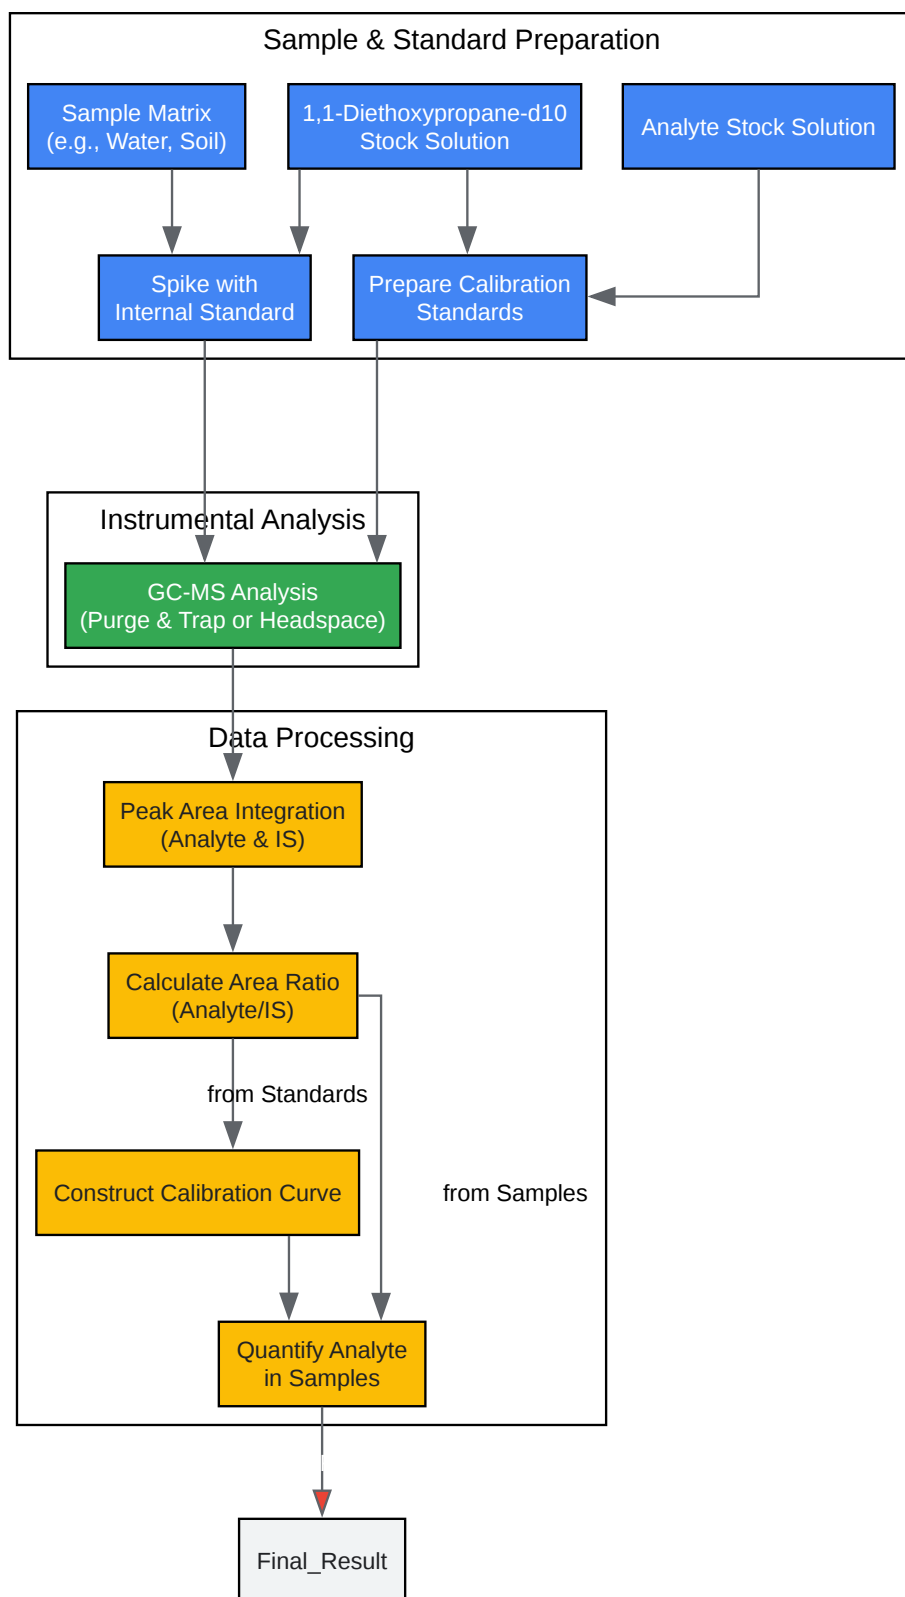 Sample & Standard Preparation
Sample Matrix
(e.g., Water, Soil)
1,1-Diethoxypropane-d10
Stock Solution
Analyte Stock Solution
Spike with
Internal Standard
Prepare Calibration
Standards
Instrumental Analysis
GC-MS Analysis
(Purge & Trap or Headspace)
Data Processing
Peak Area Integration
(Analyte & IS)
Calculate Area Ratio
(Analyte/IS)
from Standards
Construct Calibration Curve
from Samples
Quantify Analyte
in Samples
Final_Result